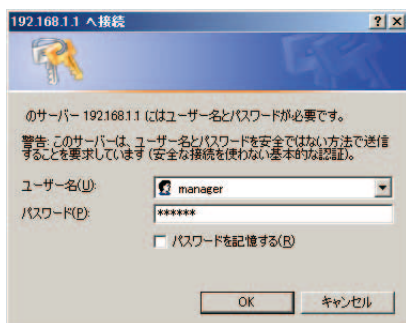 192.168.1.1 へ接続
のサーバー 192.168.1.1 にはユーザー名とパスワードが必要です。
警告: このサーバーは、ユーザー名とパスワードを安全ではない方法で送信
することを要求しています (安全な接続を使わない基本的な認証)。
ユーザー名(U):
manager
パスワード(P):
******
パスワードを記憶する(R)
OK
キャンセル